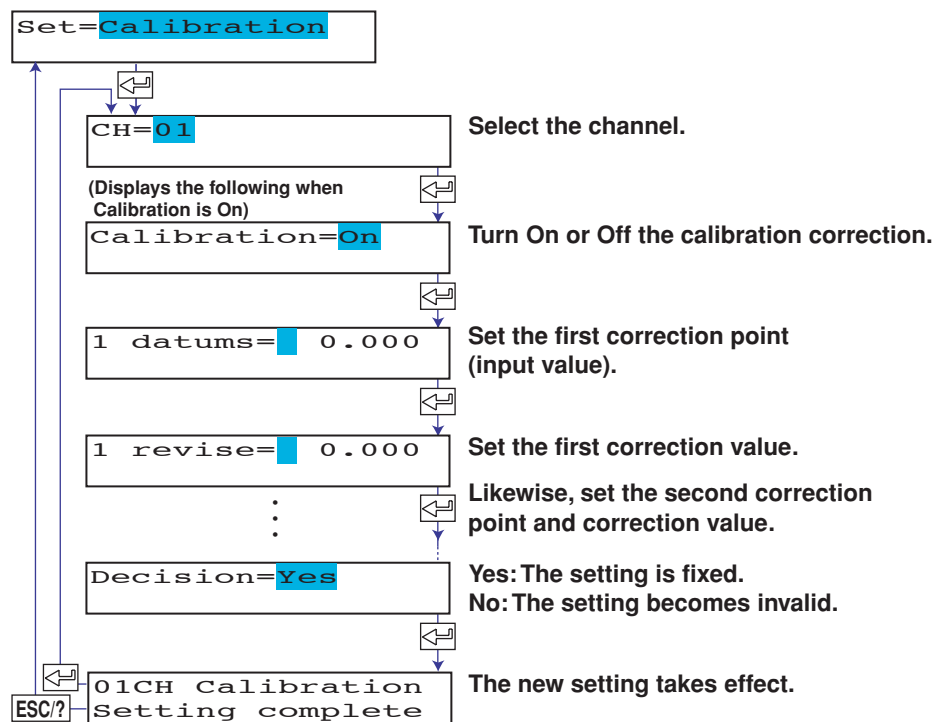 Set=Calibration
CH=01
Select the channel.
(Displays the following when
Calibration is On)
Calibration=On
Turn On or Off the calibration correction.
1 datums= 0.000
Set the first correction point
(input value).
1 revise= 0.000
Set the first correction value.
Likewise, set the second correction
point and correction value.
Decision=Yes
Yes: The setting is fixed.
No: The setting becomes invalid.
01CH Calibration
Setting complete
The new setting takes effect.
ESC/?